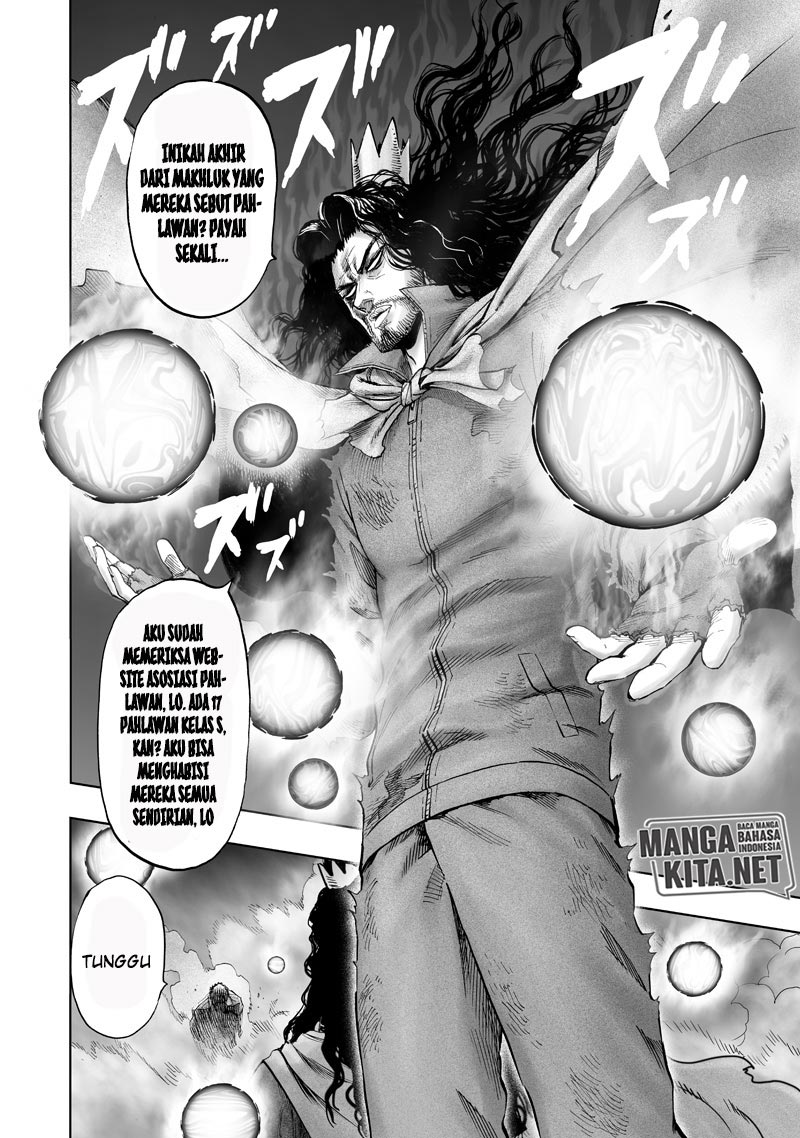 ズズズズ
ズズ
INIKAH AKHIR
DARI MAKHLUK YANG
MEREKA SEBUT PAH-
LAWAN? PAYAH
SEKALI...
ズズ
AKU SUDAH
MEMERIKSA WEB-
SITE ASOSIASI PAH-
LAWAN, LO. ADA 17
PAHLAWAN KELAS S,
KAN? AKU BISA
MENGHABISI
MEREKA SEMUA
SENDIRIAN, LO
MANGA
KITA.NET
BACA MANGA
BAHASA
INDONESIA
TUNGGU